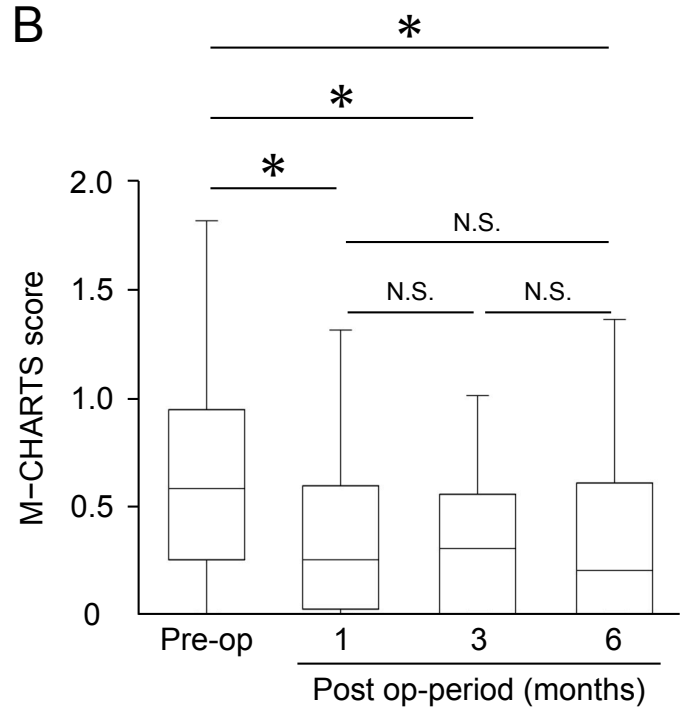 B
*
*
*
2.0
N.S.
1.5
N.S. N.S.
1.0
0.5
0
M−CHARTS score
Pre-op 1 3 6
Post op-period (months)